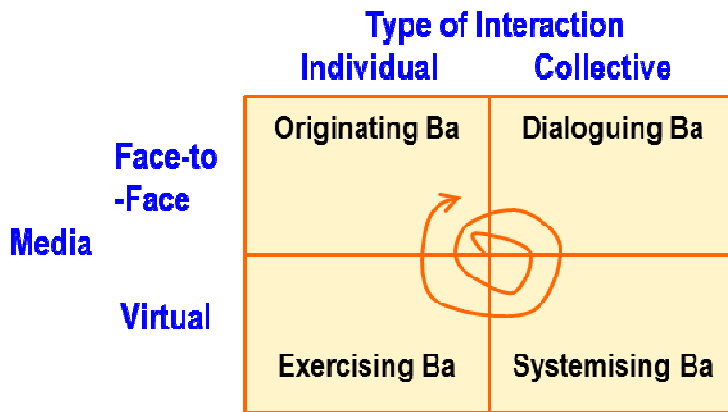 Type of Interaction
Individual Collective
Originating Ba Dialoguing Ba
Face-to
-Face
Media
Virtual
Exercising Ba Systemising Ba